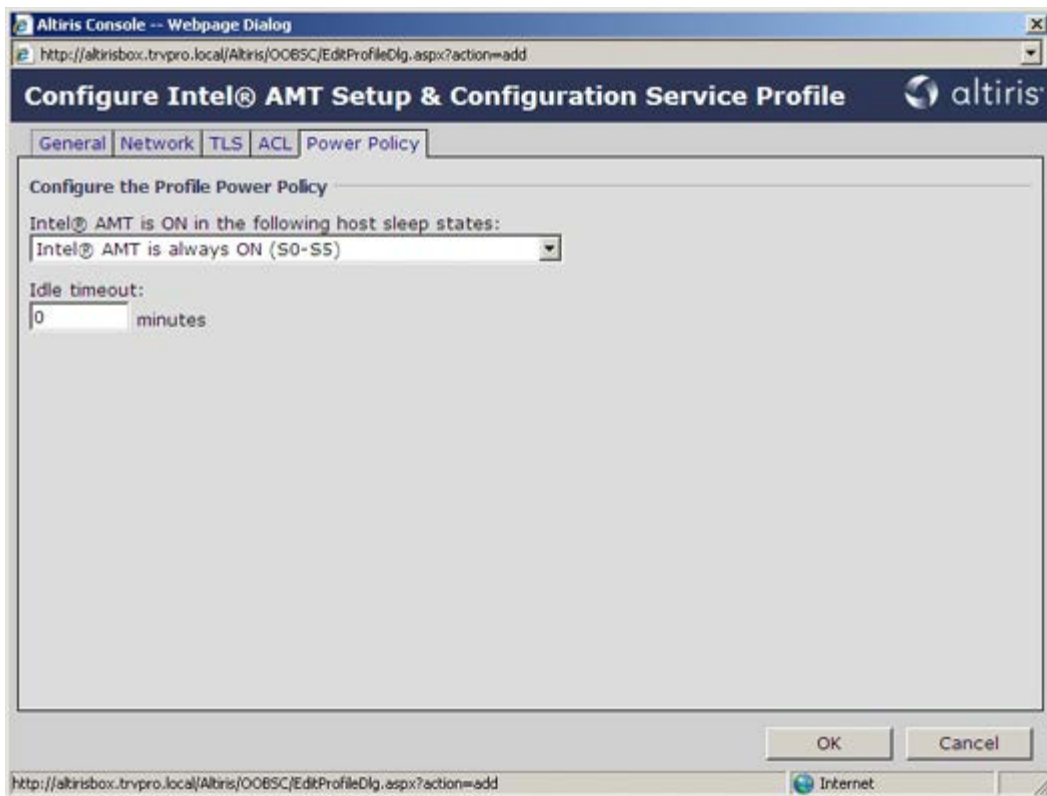 Altiris Console -- Webpage Dialog
http://altirisbox.trvpro.local/Altiris/OOBSC/EditProfileDlg.aspx?action=add
Configure Intel® AMT Setup & Configuration Service Profile
altiris
General Network TLS ACL Power Policy
Configure the Profile Power Policy
Intel® AMT is ON in the following host sleep states:
Intel® AMT is always ON (S0-S5)
Idle timeout:
0 minutes
OK Cancel
http://altirisbox.trvpro.local/Altiris/OOBSC/EditProfileDlg.aspx?action=add Internet